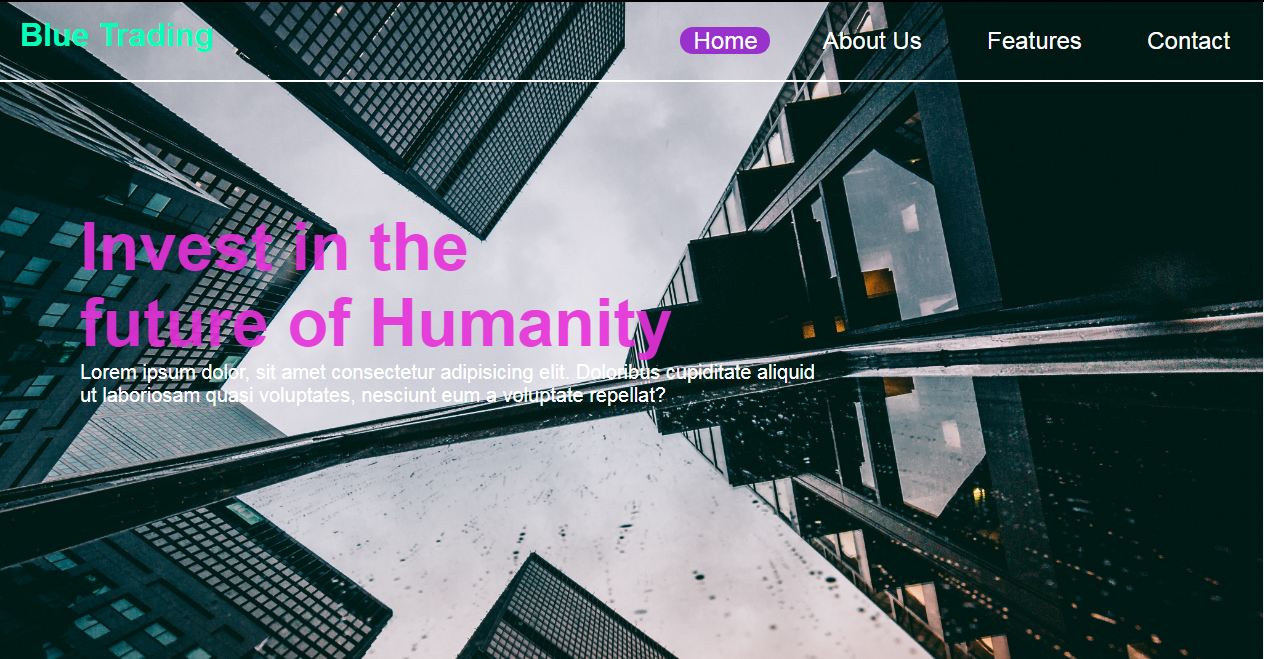 Blue Trading
Home About Us Features Contact
Invest in the
future of Humanity
Lorem ipsum dolor, sit amet consectetur adipisicing elit. Doloribus cupiditate aliquid
ut laboriosam quasi voluptates, nesciunt eum a voluptate repellat?